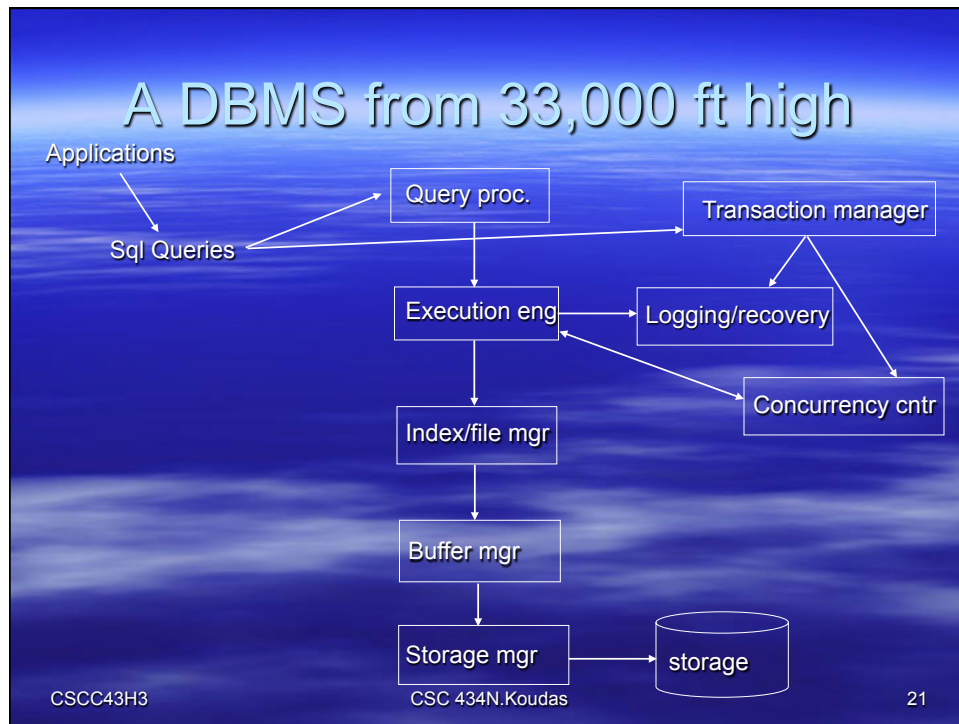 A DBMS from 33,000 ft high
Applications
Query proc.
Transaction manager
Sql Queries
Execution eng
Logging/recovery
Concurrency cntr
Index/file mgr
Buffer mgr
Storage mgr
storage
CSCC43H3
CSC 434N.Koudas
21